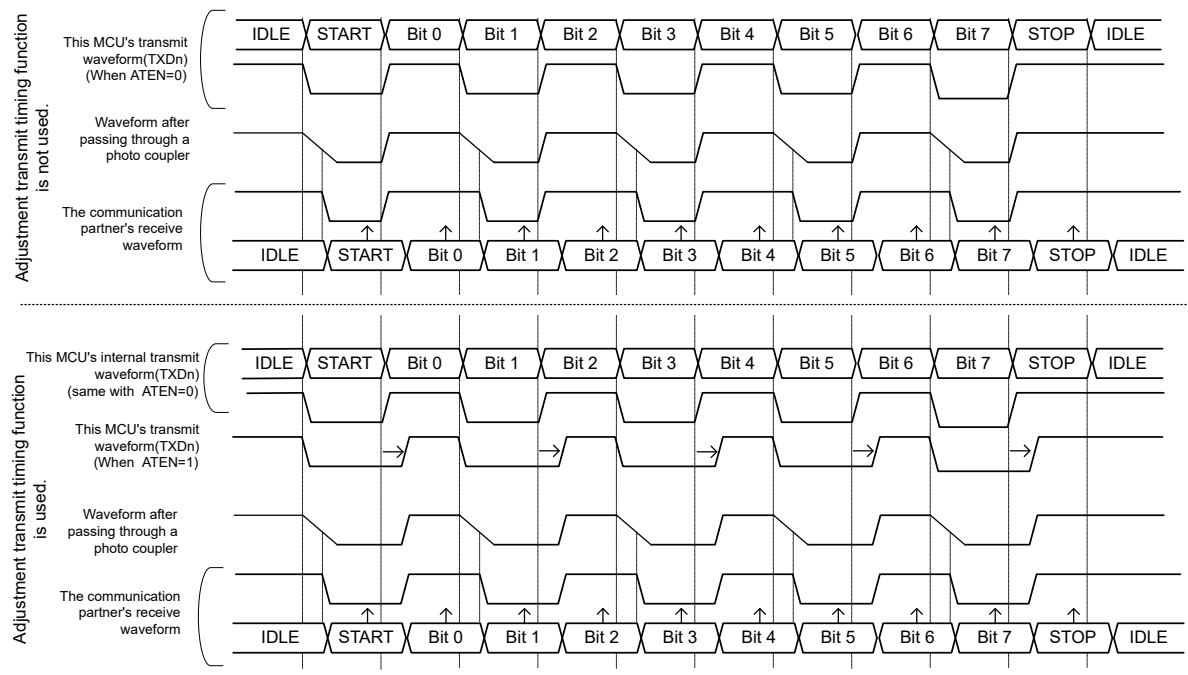 Adjustment transmit timing function
is not used.
This MCU's transmit
waveform(TXDn)
(When ATEN=0)
IDLE START Bit 0 Bit 1 Bit 2 Bit 3 Bit 4 Bit 5 Bit 6 Bit 7 STOP IDLE
Waveform after
passing through a
photo coupler
The communication
partner's receive
waveform
IDLE START Bit 0 Bit 1 Bit 2 Bit 3 Bit 4 Bit 5 Bit 6 Bit 7 STOP IDLE
Adjustment transmit timing function
is used.
This MCU's internal transmit
waveform(TXDn)
(same with ATEN=0)
IDLE START Bit 0 Bit 1 Bit 2 Bit 3 Bit 4 Bit 5 Bit 6 Bit 7 STOP IDLE
This MCU's transmit
waveform(TXDn)
(When ATEN=1)
Waveform after
passing through a
photo coupler
The communication
partner's receive
waveform
IDLE START Bit 0 Bit 1 Bit 2 Bit 3 Bit 4 Bit 5 Bit 6 Bit 7 STOP IDLE